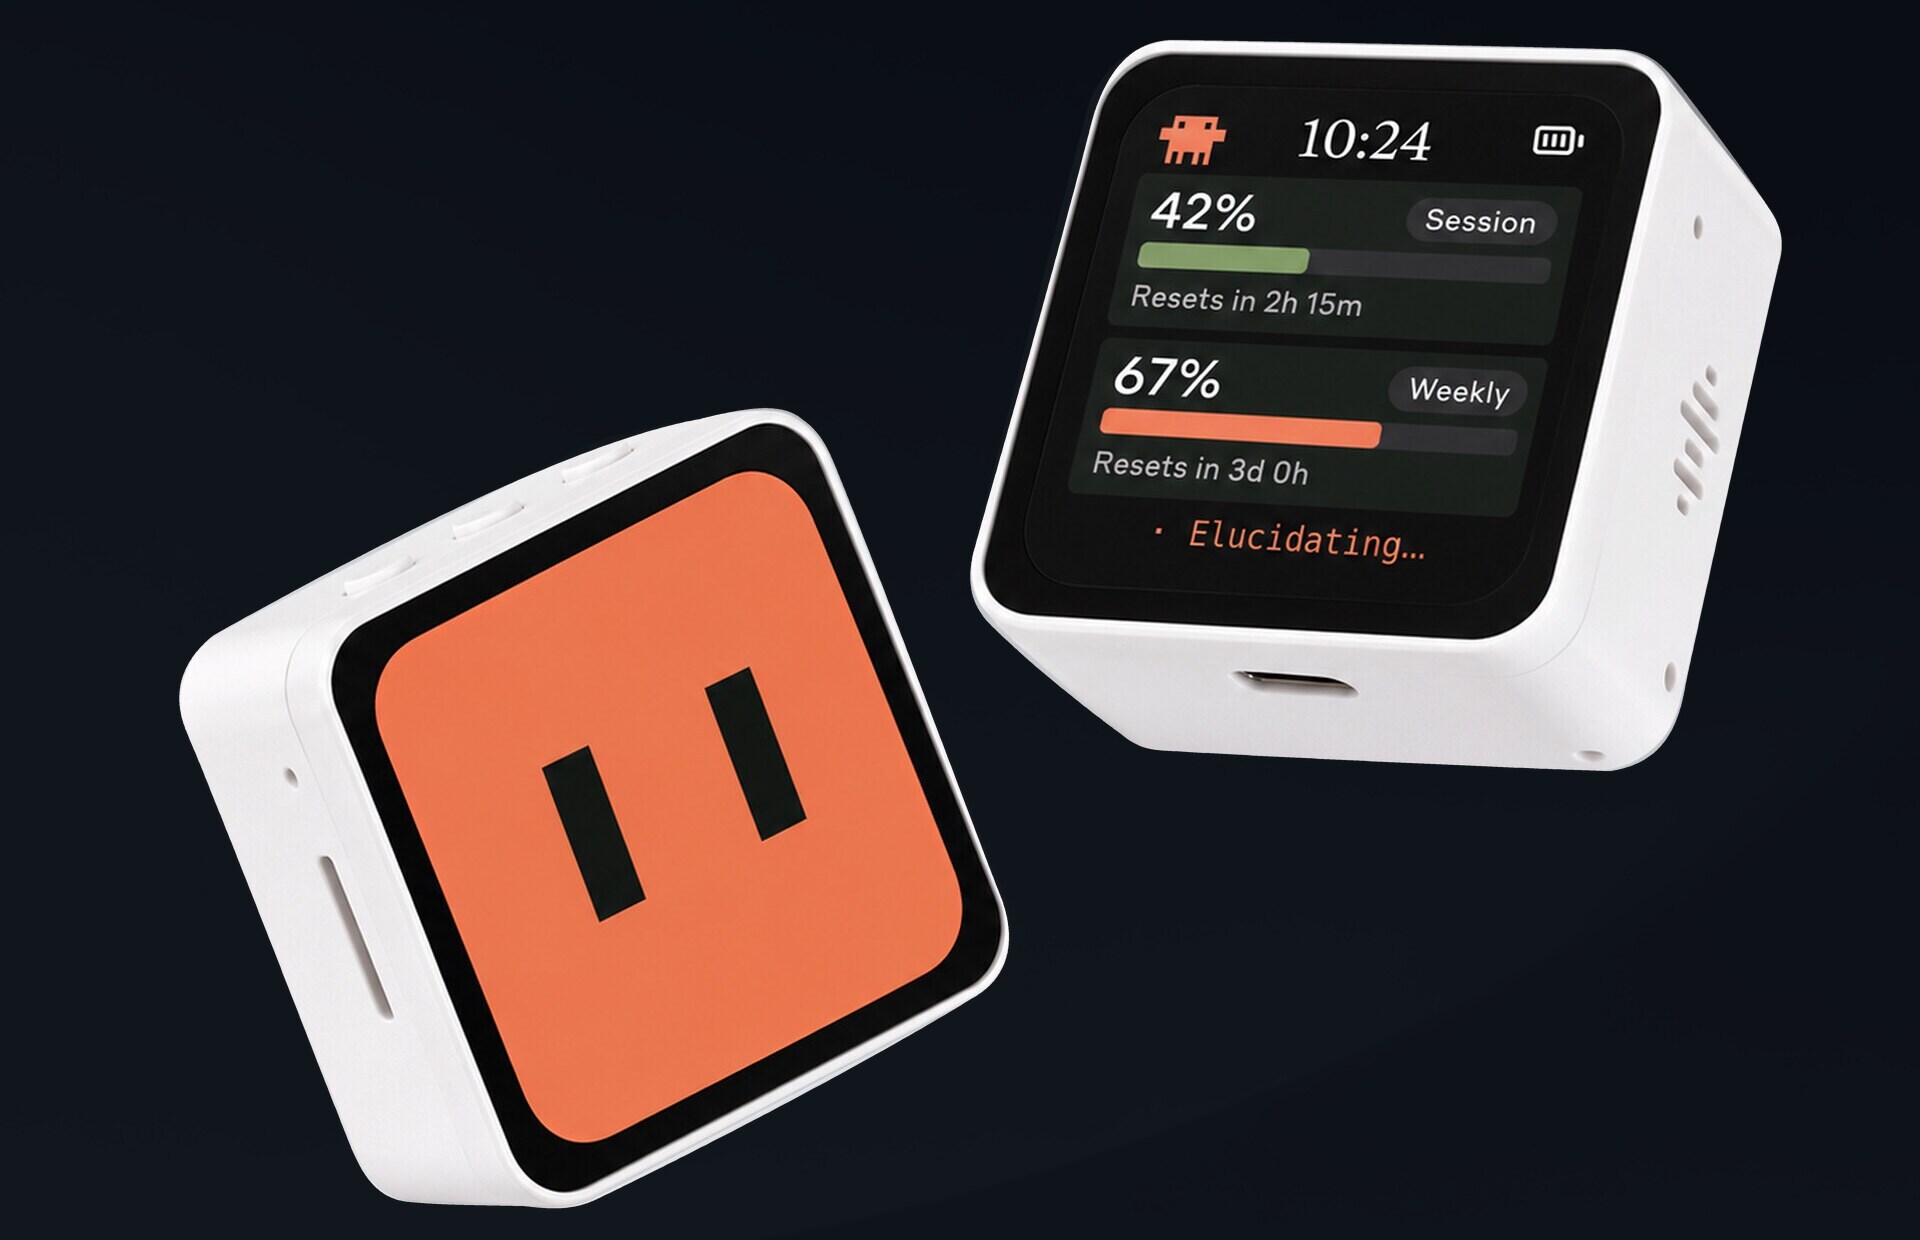 10:24
42%
Session
Resets in 2h 15m
67%
Weekly
Resets in 3d 0h
· Elucidating…